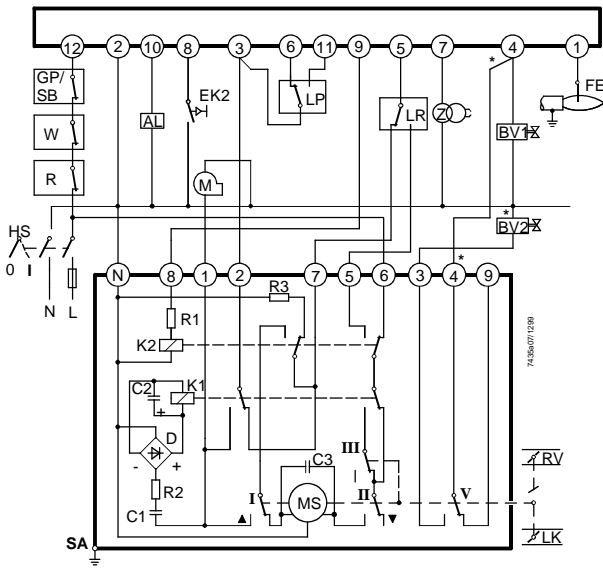 12 2 10 8 3 6 11 9 5 7 4 1
GP/
SB
EK2
LP
LR
Z
*
FE
BV1
AL
W
M
R
*
BV2
HS
0 I
N L
*
N 8 1 2 7 5 6 3 4 9
R3
R1
K2
K1
C2
+
D
- +
R2
C1
C3
III
I
I
MS
II
V
RV
LK
SA
7435a07/1299